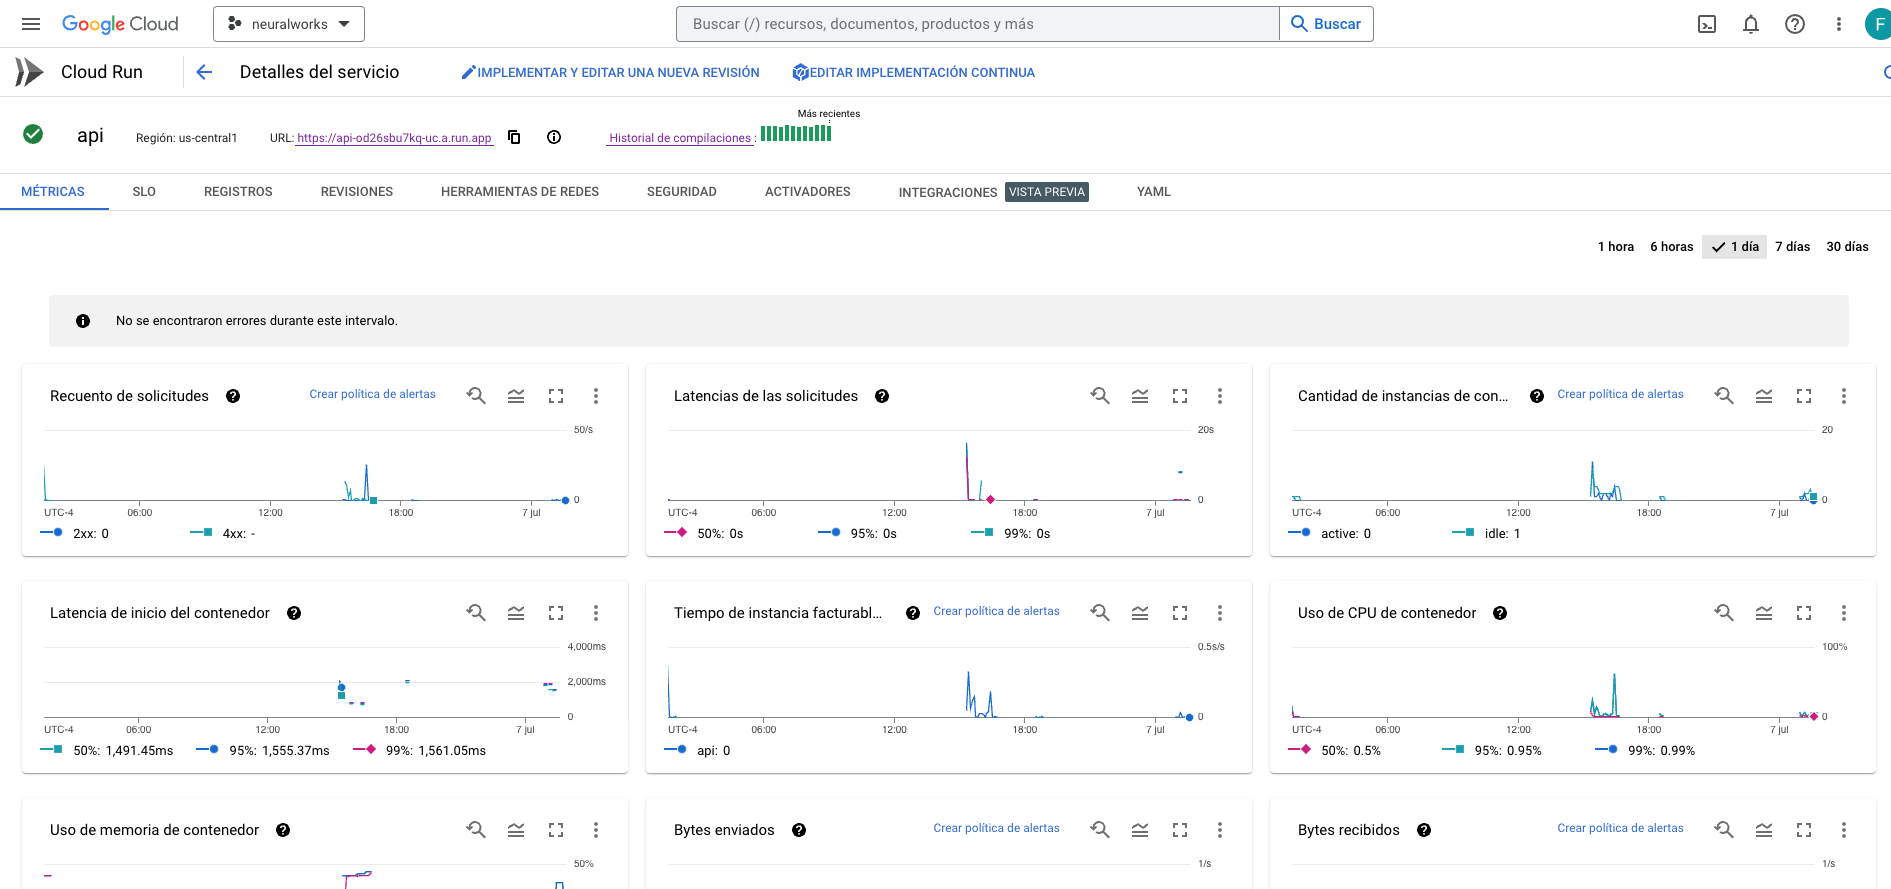 Google Cloud
neuralworks
Buscar (/) recursos, documentos, productos y más
Buscar
F
Cloud Run
Detalles del servicio
IMPLEMENTAR Y EDITAR UNA NUEVA REVISIÓN
EDITAR IMPLEMENTACIÓN CONTINUA
api
Región: us-central1
URL: https://api-od26sbu7kq-uc.a.run.app
Historial de compilaciones :
Más recientes
MÉTRICAS
SLO
REGISTROS
REVISIONES
HERRAMIENTAS DE REDES
SEGURIDAD
ACTIVADORES
INTEGRACIONES
VISTA PREVIA
YAML
1 hora
6 horas
1 día
7 días
30 días
No se encontraron errores durante este intervalo.
Recuento de solicitudes
Crear política de alertas
50/s
0
UTC-4
06:00
12:00
18:00
7 jul
2xx: 0
4xx: -
Latencias de las solicitudes
20s
0
UTC-4
06:00
12:00
18:00
7 jul
50%: 0s
95%: 0s
99%: 0s
Cantidad de instancias de con...
Crear política de alertas
20
0
UTC-4
06:00
12:00
18:00
7 jul
active: 0
idle: 1
Latencia de inicio del contenedor
4,000ms
2,000ms
0
UTC-4
06:00
12:00
18:00
7 jul
50%: 1,491.45ms
95%: 1,555.37ms
99%: 1,561.05ms
Tiempo de instancia facturabl...
Crear política de alertas
0.5s/s
0
UTC-4
06:00
12:00
18:00
7 jul
api: 0
Uso de CPU de contenedor
100%
0
UTC-4
06:00
12:00
18:00
7 jul
50%: 0.5%
95%: 0.95%
99%: 0.99%
Uso de memoria de contenedor
50%
Bytes enviados
Crear política de alertas
1/s
Bytes recibidos
Crear política de alertas
1/s